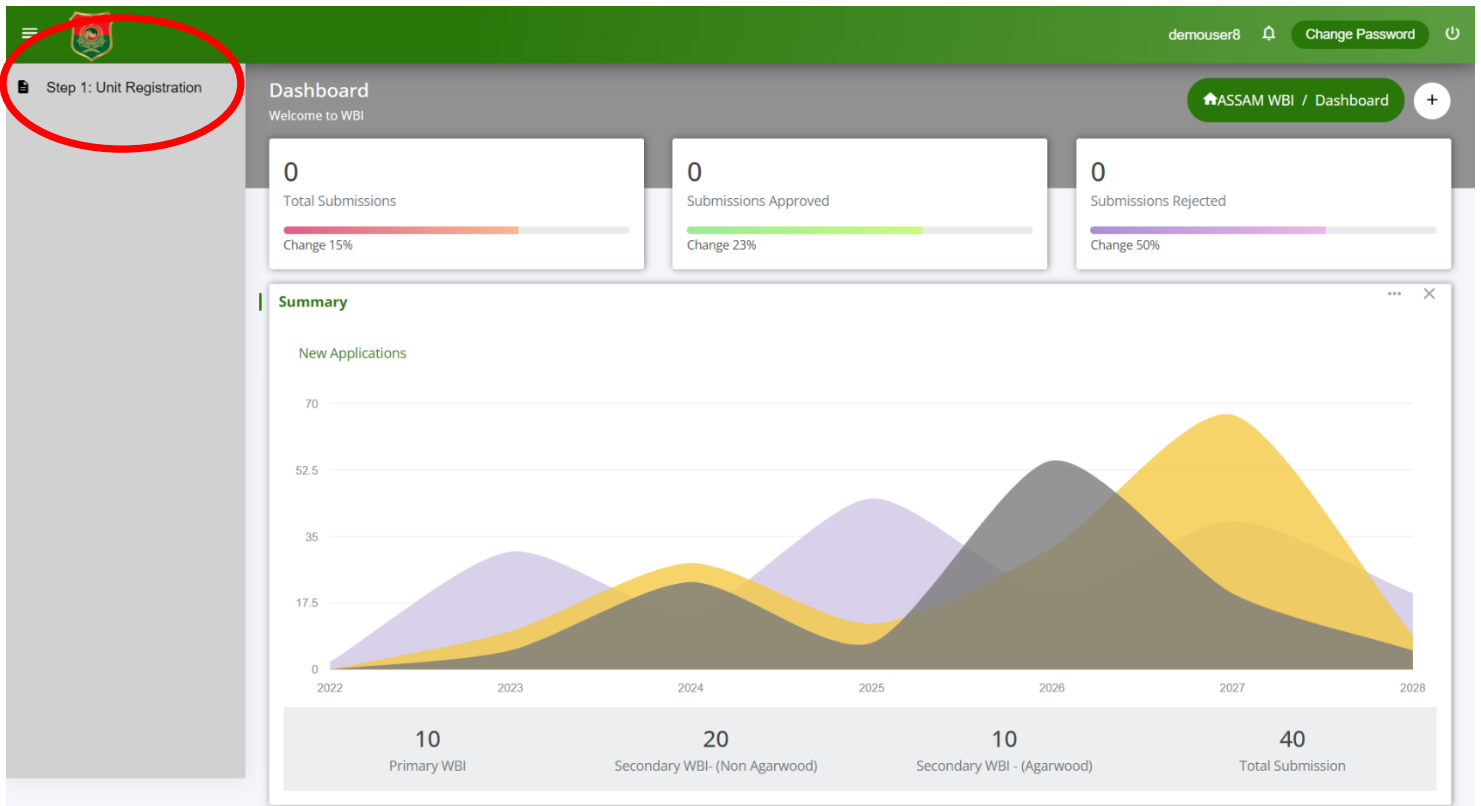 demouser8
Change Password
Step 1: Unit Registration
Dashboard
Welcome to WBI
ASSAM WBI / Dashboard
+
0
Total Submissions
Change 15%
0
Submissions Approved
Change 23%
0
Submissions Rejected
Change 50%
Summary
New Applications
70
52.5
35
17.5
0
2022 2023 2024 2025 2026 2027 2028
10
Primary WBI
20
Secondary WBI- (Non Agarwood)
10
Secondary WBI - (Agarwood)
40
Total Submission